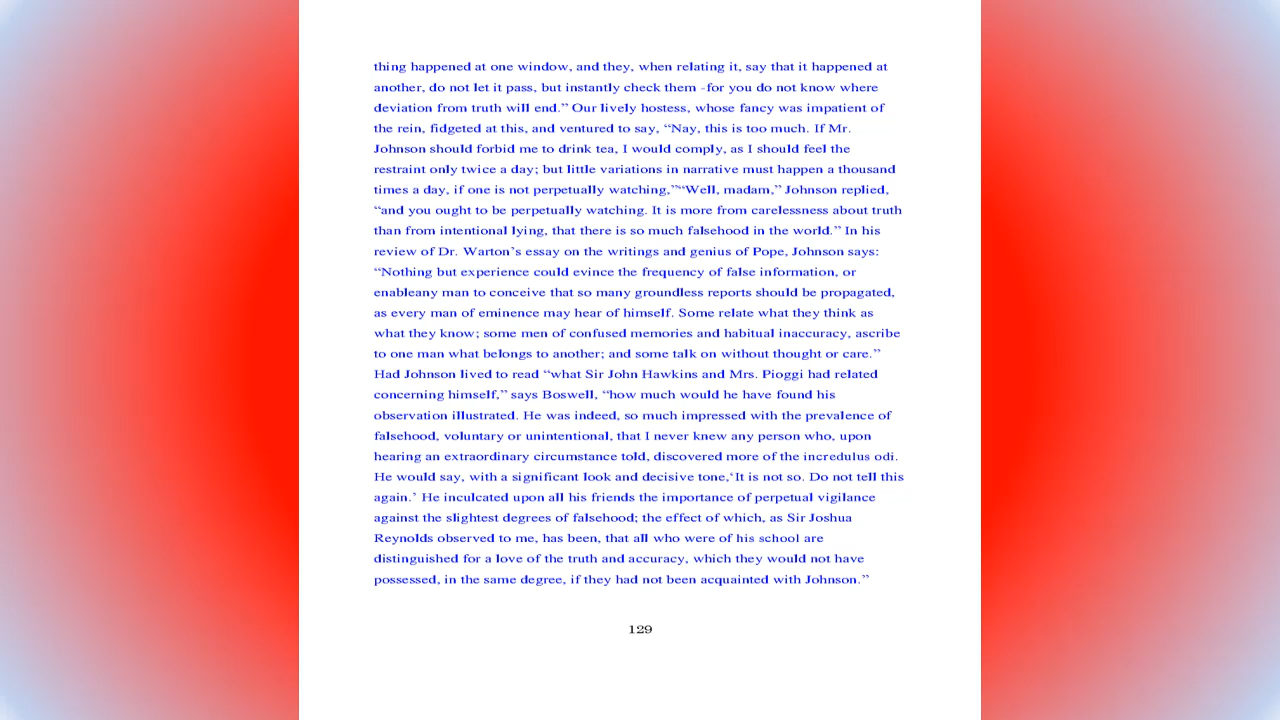 thing happened at one window, and they, when relating it, say that it happened at
another, do not let it pass, but instantly check them -for you do not know where
deviation from truth will end.” Our lively hostess, whose fancy was impatient of
the rein, fidgeted at this, and ventured to say, “Nay, this is too much. If Mr.
Johnson should forbid me to drink tea, I would comply, as I should feel the
restraint only twice a day; but little variations in narrative must happen a thousand
times a day, if one is not perpetually watching,”“Well, madam,” Johnson replied,
“and you ought to be perpetually watching. It is more from carelessness about truth
than from intentional lying, that there is so much falsehood in the world.” In his
review of Dr. Warton’s essay on the writings and genius of Pope, Johnson says:
“Nothing but experience could evince the frequency of false information, or
enableany man to conceive that so many groundless reports should be propagated,
as every man of eminence may hear of himself. Some relate what they think as
what they know; some men of confused memories and habitual inaccuracy, ascribe
to one man what belongs to another; and some talk on without thought or care.”
Had Johnson lived to read “what Sir John Hawkins and Mrs. Pioggi had related
concerning himself,” says Boswell, “how much would he have found his
observation illustrated. He was indeed, so much impressed with the prevalence of
falsehood, voluntary or unintentional, that I never knew any person who, upon
hearing an extraordinary circumstance told, discovered more of the incredulus odi.
He would say, with a significant look and decisive tone,‘It is not so. Do not tell this
again.’ He inculcated upon all his friends the importance of perpetual vigilance
against the slightest degrees of falsehood; the effect of which, as Sir Joshua
Reynolds observed to me, has been, that all who were of his school are
distinguished for a love of the truth and accuracy, which they would not have
possessed, in the same degree, if they had not been acquainted with Johnson.”
129